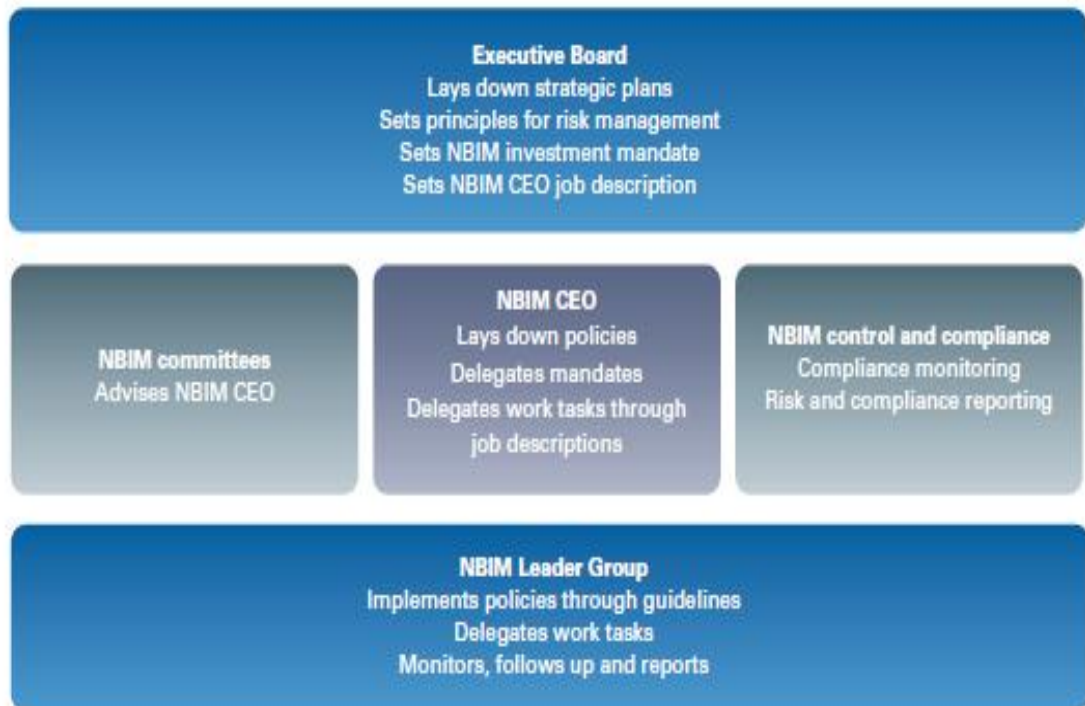 Executive Board
Lays down strategic plans
Sets principles for risk management
Sets NBIM investment mandate
Sets NBIM CEO job description
NBIM committees
Advises NBIM CEO
NBIM CEO
Lays down policies
Delegates mandates
Delegates work tasks through
job descriptions
NBIM control and compliance
Compliance monitoring
Risk and compliance reporting
NBIM Leader Group
Implements policies through guidelines
Delegates work tasks
Monitors, follows up and reports